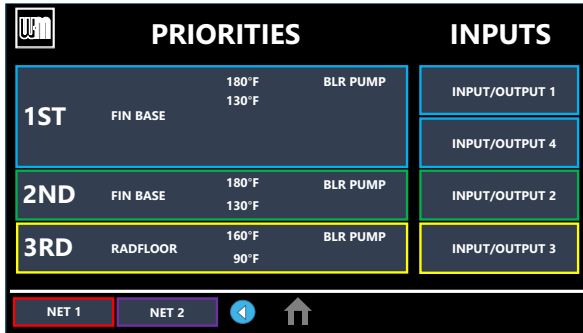 WM
PRIORITIES
INPUTS
1ST
FIN BASE
180°F
130°F
BLR PUMP
INPUT/OUTPUT 1
INPUT/OUTPUT 4
2ND
FIN BASE
180°F
130°F
BLR PUMP
INPUT/OUTPUT 2
3RD
RADFLOOR
160°F
90°F
BLR PUMP
INPUT/OUTPUT 3
NET 1
NET 2